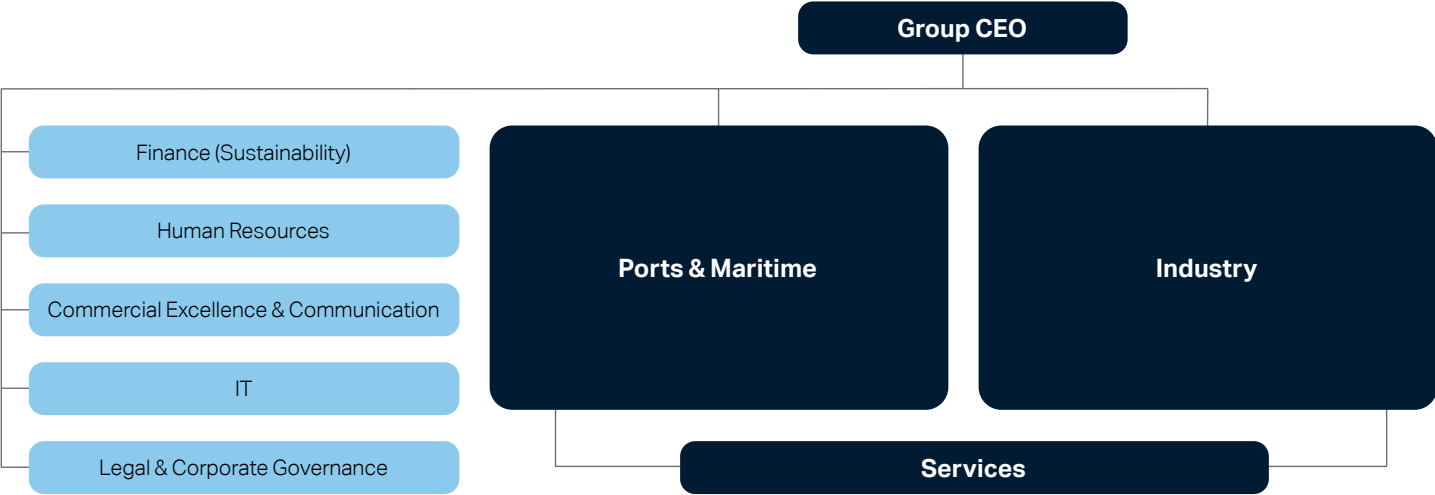 Group CEO
Finance (Sustainability)
Human Resources
Commercial Excellence & Communication
IT
Legal & Corporate Governance
Ports & Maritime
Industry
Services